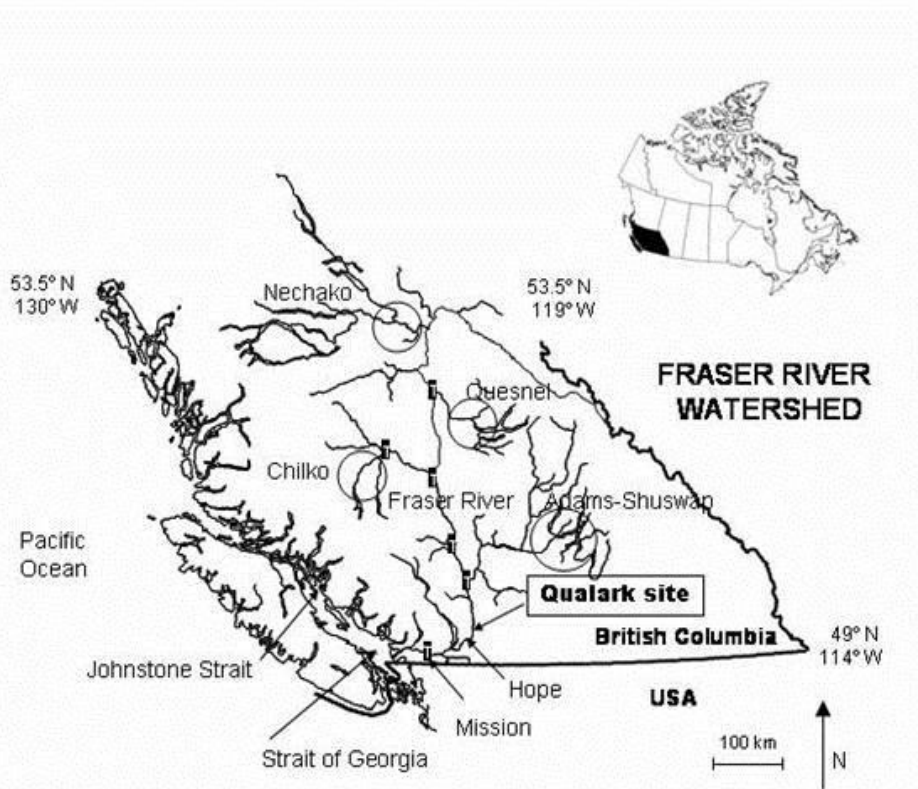 53.5° N
130° W
Nechako
53.5° N
119° W
FRASER RIVER
WATERSHED
Quesnel
Chilko
Fraser River
Adams-Shuswap
Pacific
Ocean
Qualark site
British Columbia
49° N
114° W
Johnstone Strait
Hope
USA
Mission
Strait of Georgia
100 km
N